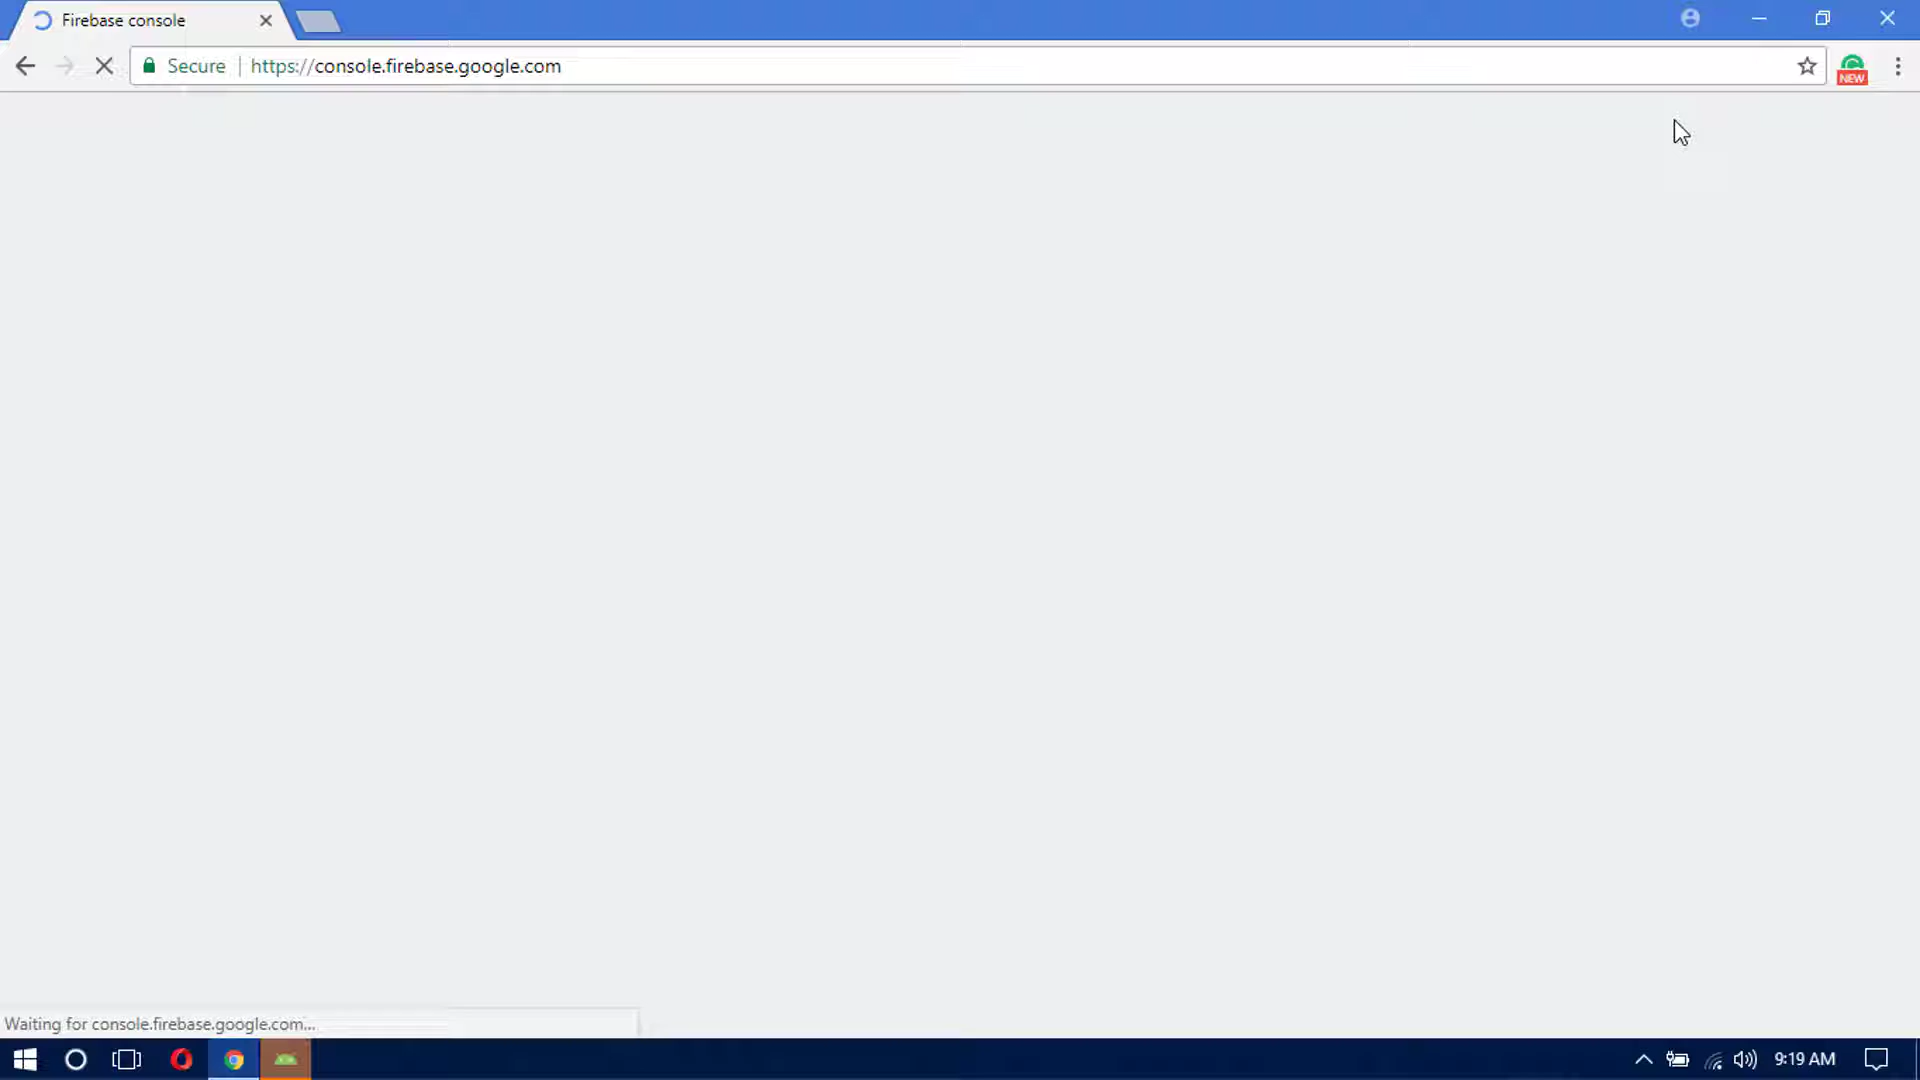 Firebase console
Secure
https://console.firebase.google.com
NEW
Waiting for console.firebase.google.com...
9:19 AM